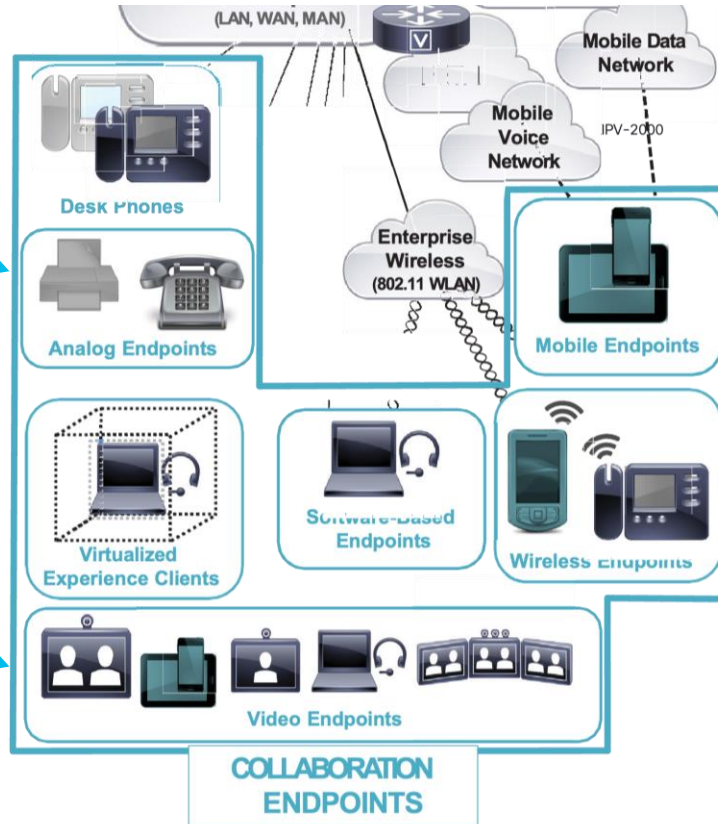 (LAN, WAN, MAN)
V
Mobile Data
Network
Mobile
Voice
Network
IPV-2000
Desk Phones
Enterprise
Wireless
(802.11 WLAN)
Analog Endpoints
Mobile Endpoints
Virtualized
Experience Clients
Software-Based
Endpoints
Wireless Endpoints
Video Endpoints
COLLABORATION
ENDPOINTS